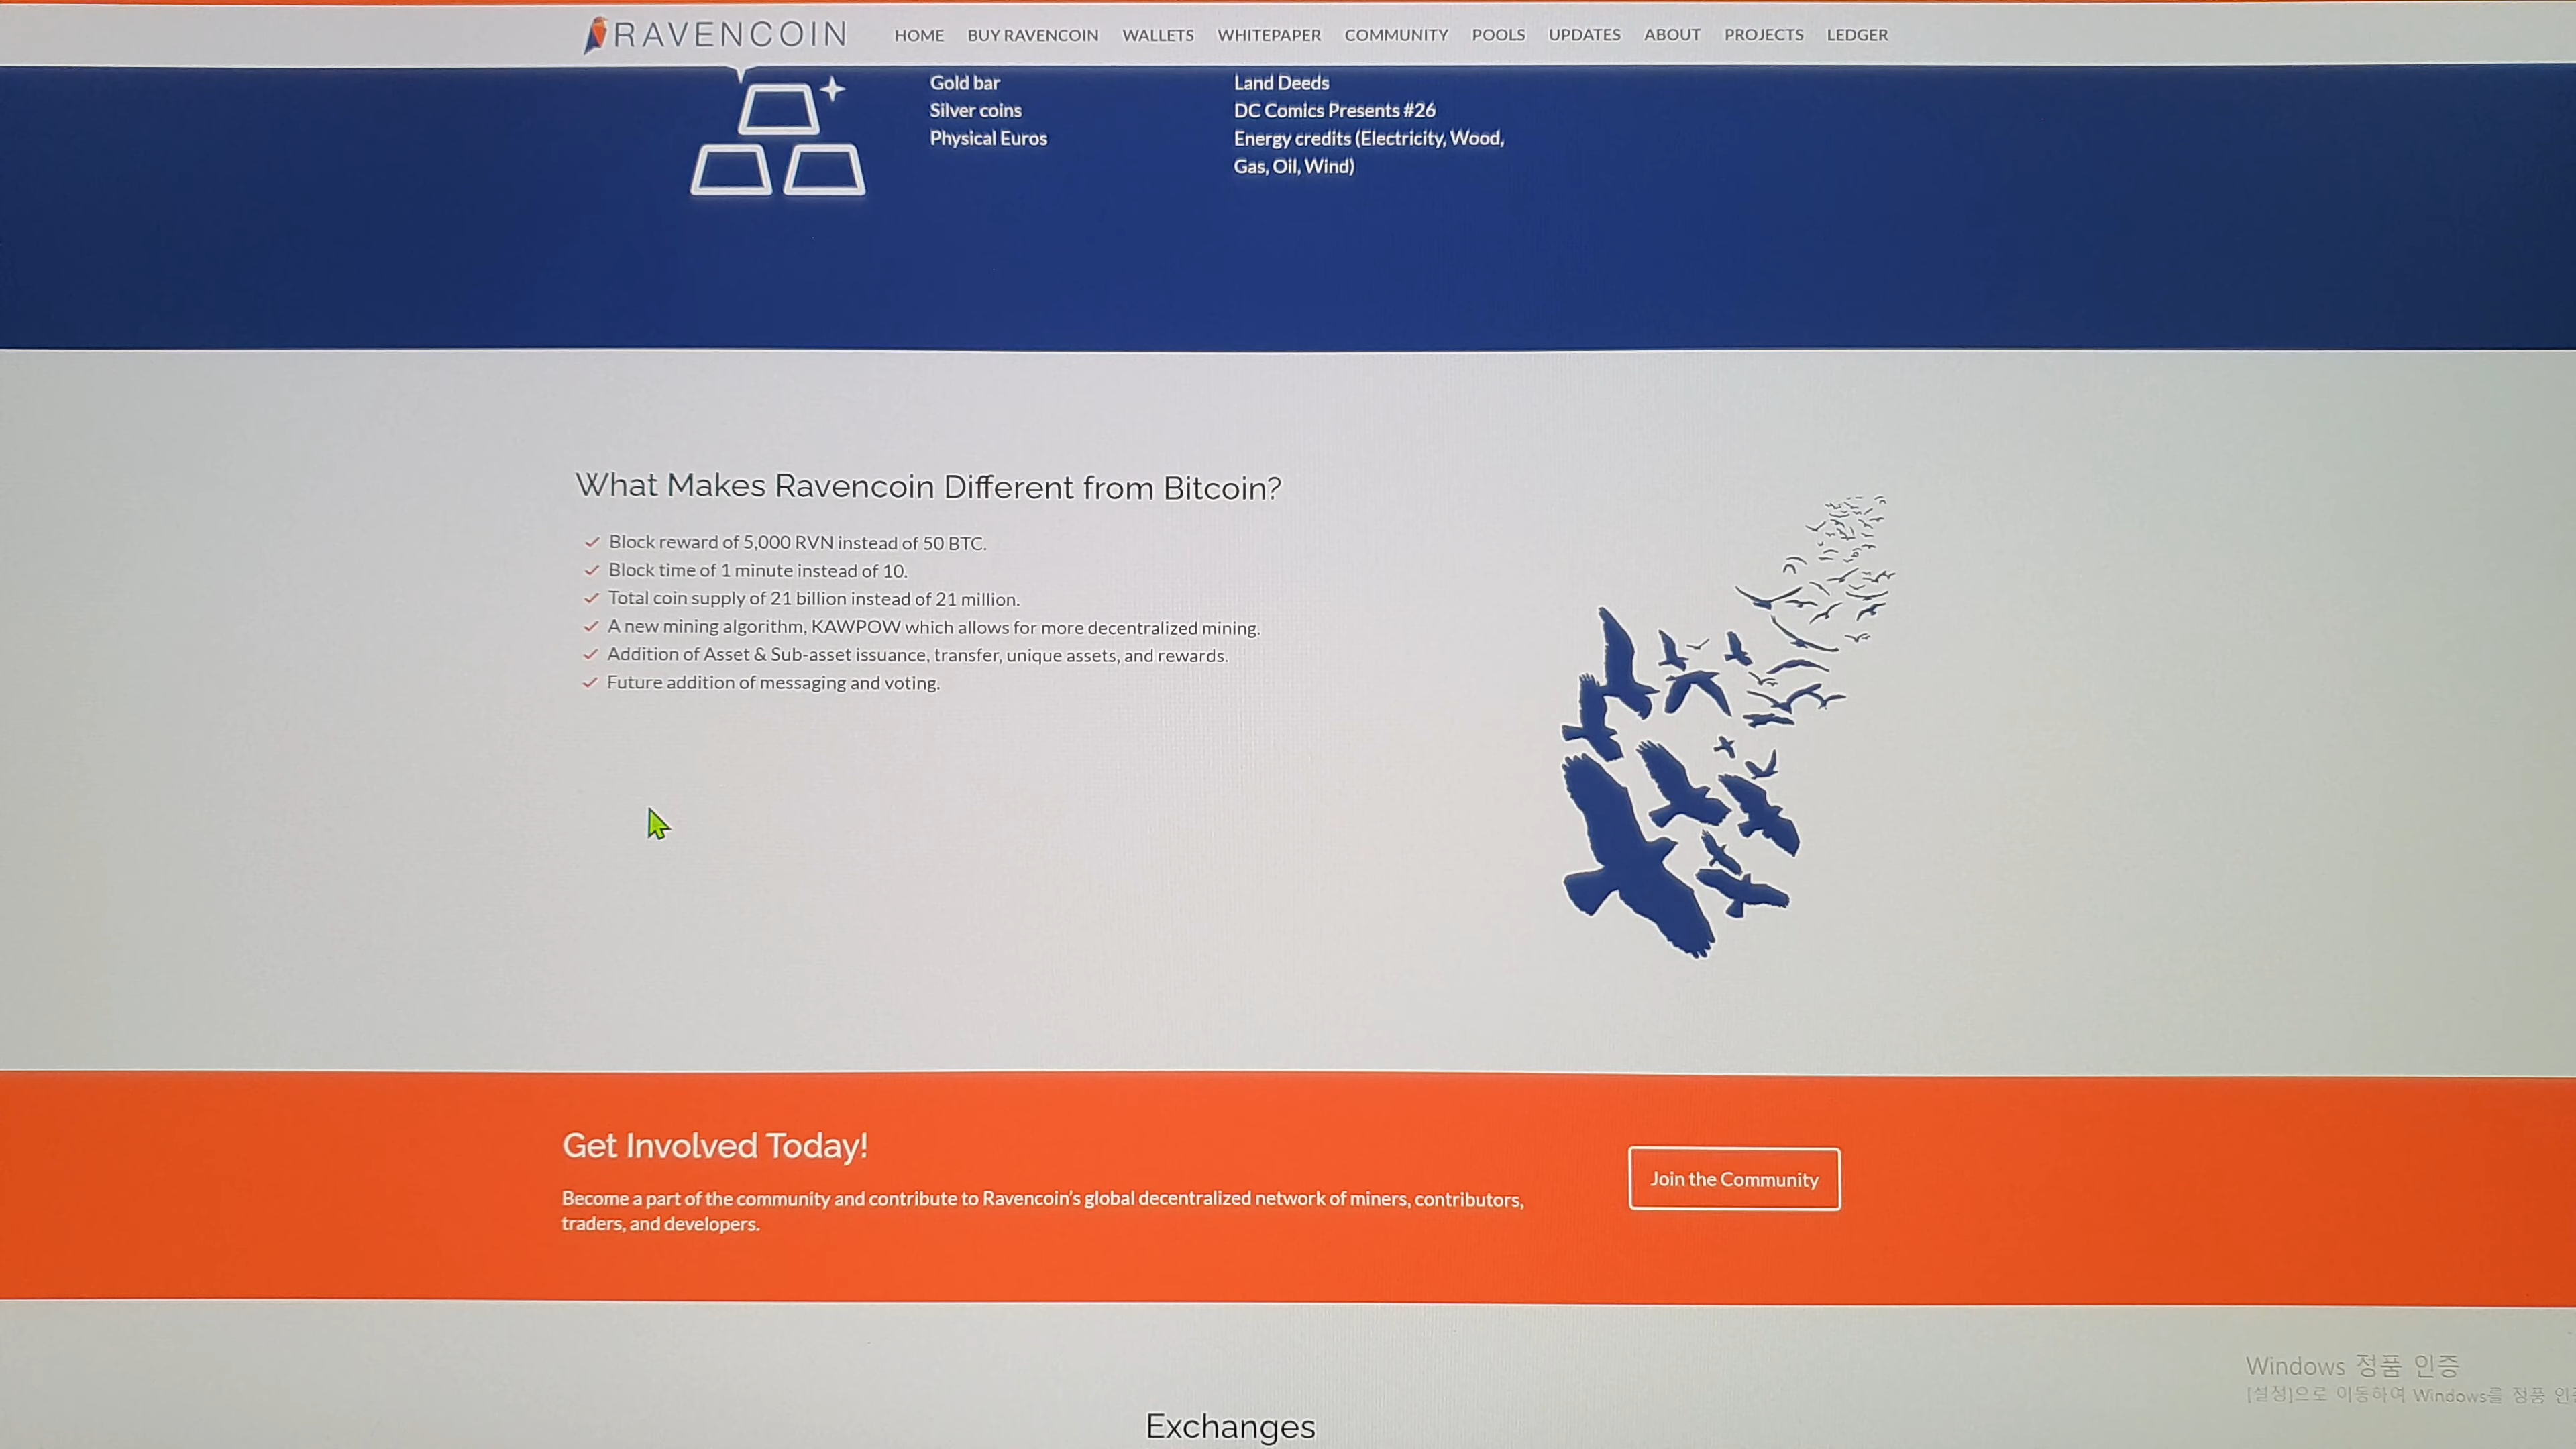 RAVENCOIN
HOME BUY RAVENCOIN WALLETS WHITEPAPER COMMUNITY POOLS UPDATES ABOUT PROJECTS LEDGER
Gold bar
Silver coins
Physical Euros
Land Deeds
DC Comics Presents #26
Energy credits (Electricity, Wood,
Gas, Oil, Wind)
What Makes Ravencoin Different from Bitcoin?
Block reward of 5,000 RVN instead of 50 BTC.
Block time of 1 minute instead of 10.
Total coin supply of 21 billion instead of 21 million.
A new mining algorithm, KAWPOW which allows for more decentralized mining.
Addition of Asset & Sub-asset issuance, transfer, unique assets, and rewards.
Future addition of messaging and voting.
Get Involved Today!
Become a part of the community and contribute to Ravencoin's global decentralized network of miners, contributors,
traders, and developers.
Join the Community
Windows 정품 인증
[설정]으로 이동하여 Windows를 정품
Exchanges